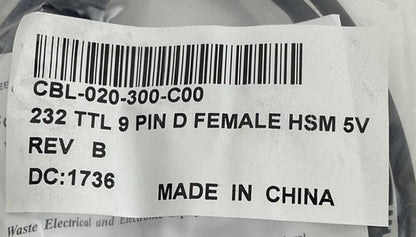 CBL-020-300-C00
232 TTL 9 PIN D FEMALE HSM 5V
REV B
DC:1736
MADE IN CHINA
Waste Electrical and